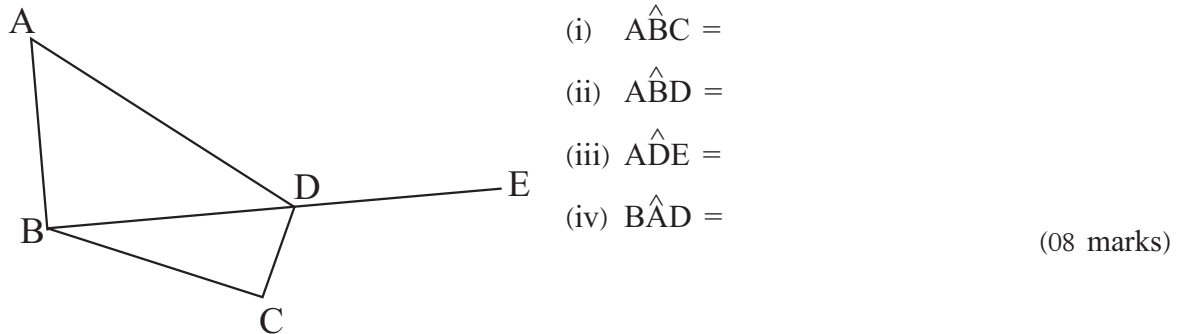 A
B
C
D
E
(i) AB̂C =
(ii) AB̂D =
(iii) AD̂E =
(iv) BÂD =
(08 marks)